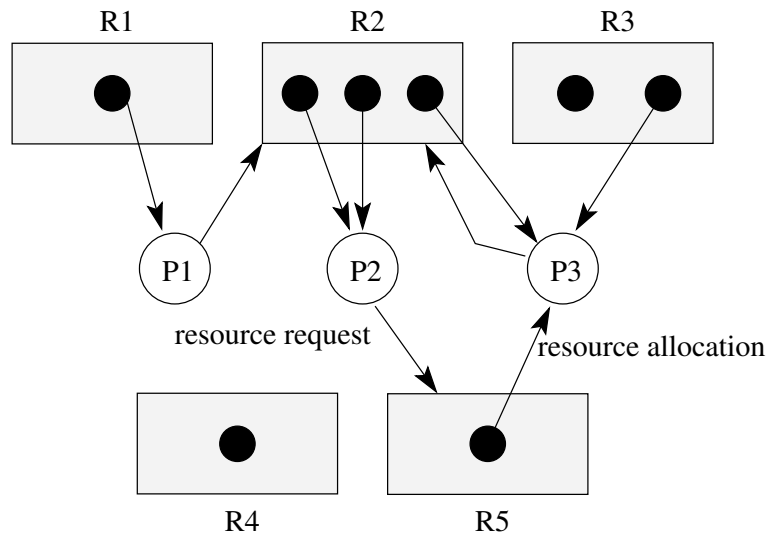 R1
R2
R3
P1
P2
P3
resource request
resource allocation
R4
R5